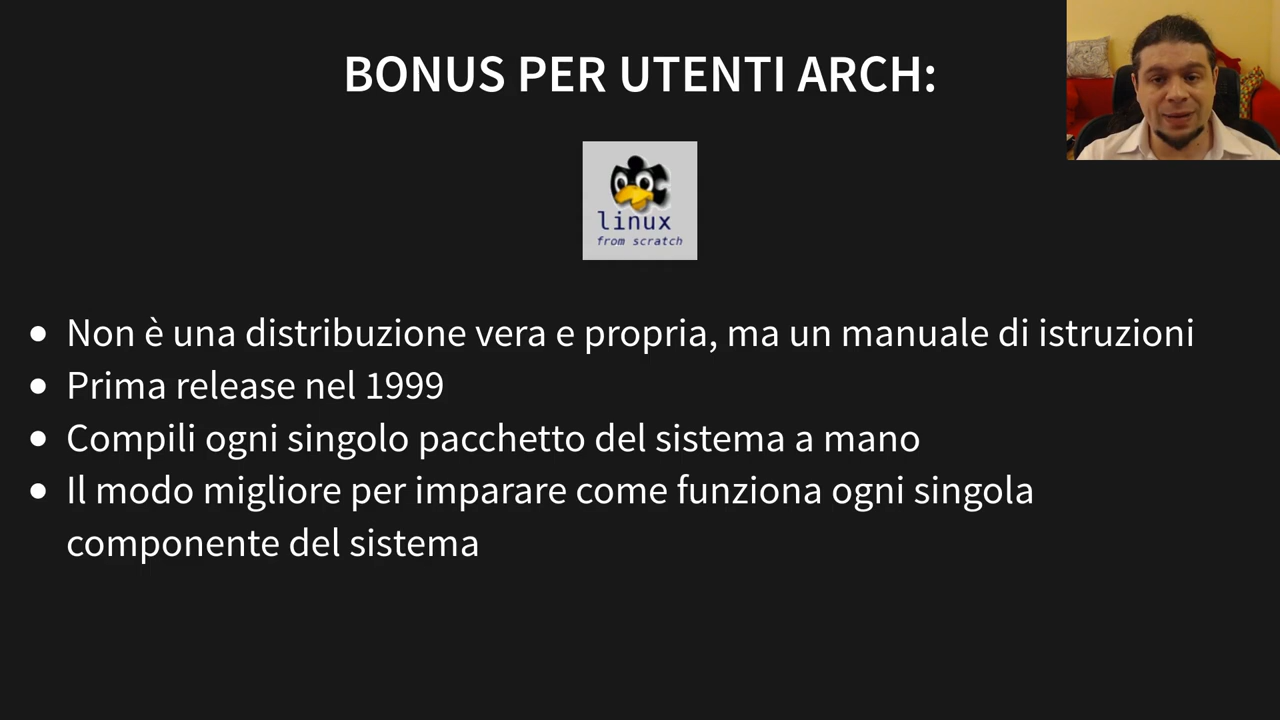 BONUS PER UTENTI ARCH:
linux
from scratch
Non è una distribuzione vera e propria, ma un manuale di istruzioni
Prima release nel 1999
Compili ogni singolo pacchetto del sistema a mano
Il modo migliore per imparare come funziona ogni singola
componente del sistema